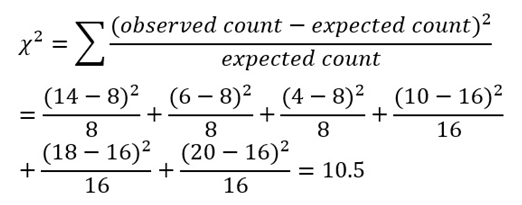 χ² = ∑ (observed count − expected count)² / expected count
= (14 − 8)² / 8 + (6 − 8)² / 8 + (4 − 8)² / 8 + (10 − 16)² / 16
+ (18 − 16)² / 16 + (20 − 16)² / 16 = 10.5